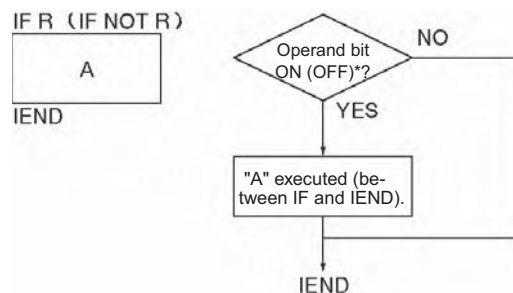 IF R (IF NOT R)
A
IEND
Operand bit
ON (OFF)*?
NO
YES
"A" executed (be-
tween IF and IEND).
IEND